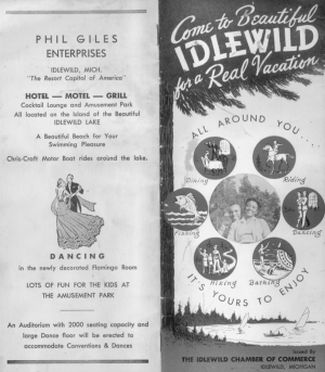 PHIL GILES
ENTERPRISES
IDLEWILD, MICH.
"The Resort Capitol of America"
HOTEL — MOTEL — GRILL
Cocktail Lounge and Amusement Park
All located on the Island of the Beautiful
IDLEWILD LAKE
A Beautiful Beach for Your
Swimming Pleasure
Chris-Craft Motor Boat rides around the lake.
DANCING
in the newly decorated Flamingo Room
LOTS OF FUN FOR THE KIDS AT
THE AMUSEMENT PARK
An Auditorium with 2000 seating capacity and
large Dance floor will be erected to
accommodate Conventions & Dances
Come to Beautiful
IDLEWILD
for a Real Vacation
ALL AROUND YOU...
Dining
Riding
Fishing
Dancing
Hiking
Bathing
IT'S YOURS TO ENJOY
Issued By
THE IDLEWILD CHAMBER OF COMMERCE
IDLEWILD, MICHIGAN